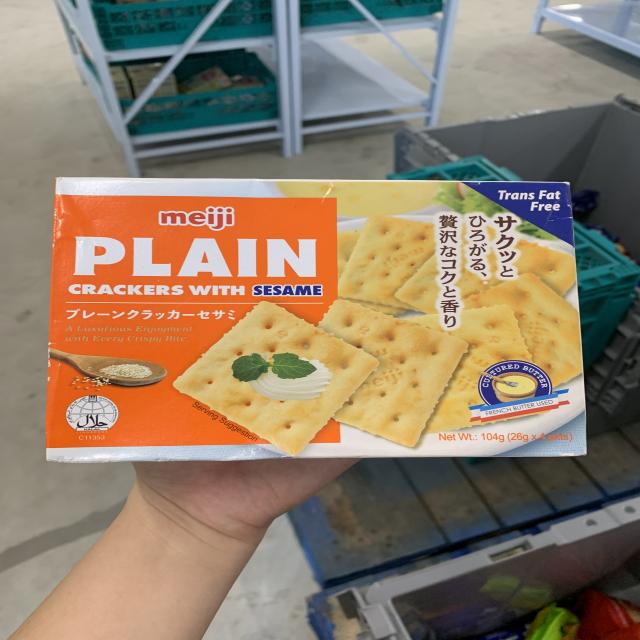 meiji
PLAIN
CRACKERS WITH SESAME
プレーンクラッカーセサミ
A Luxurious Enjoyment
with Every Crispy Bite.
Trans Fat
Free
サクッと
ひろがる、
贅沢なコクと香り
Serving Suggestion
CULTURED BUTTER
FRENCH BUTTER USED
حلال
C11353
Net Wt.: 104g (26g x 4